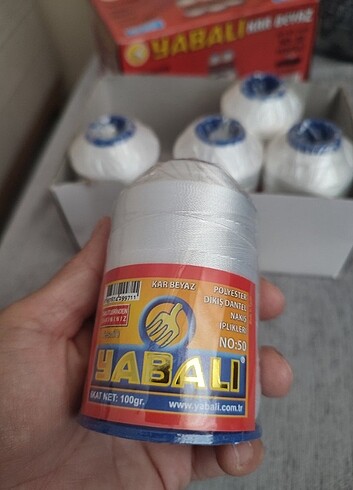 YABALI KAR BEYAZ
KAR BEYAZ
POLYESTER
DİKİŞ DANTEL
NAKIŞ
İPLİKLERİ
NO:50
YABALI
KAT NET: 100gr.
www.yabali.com.tr